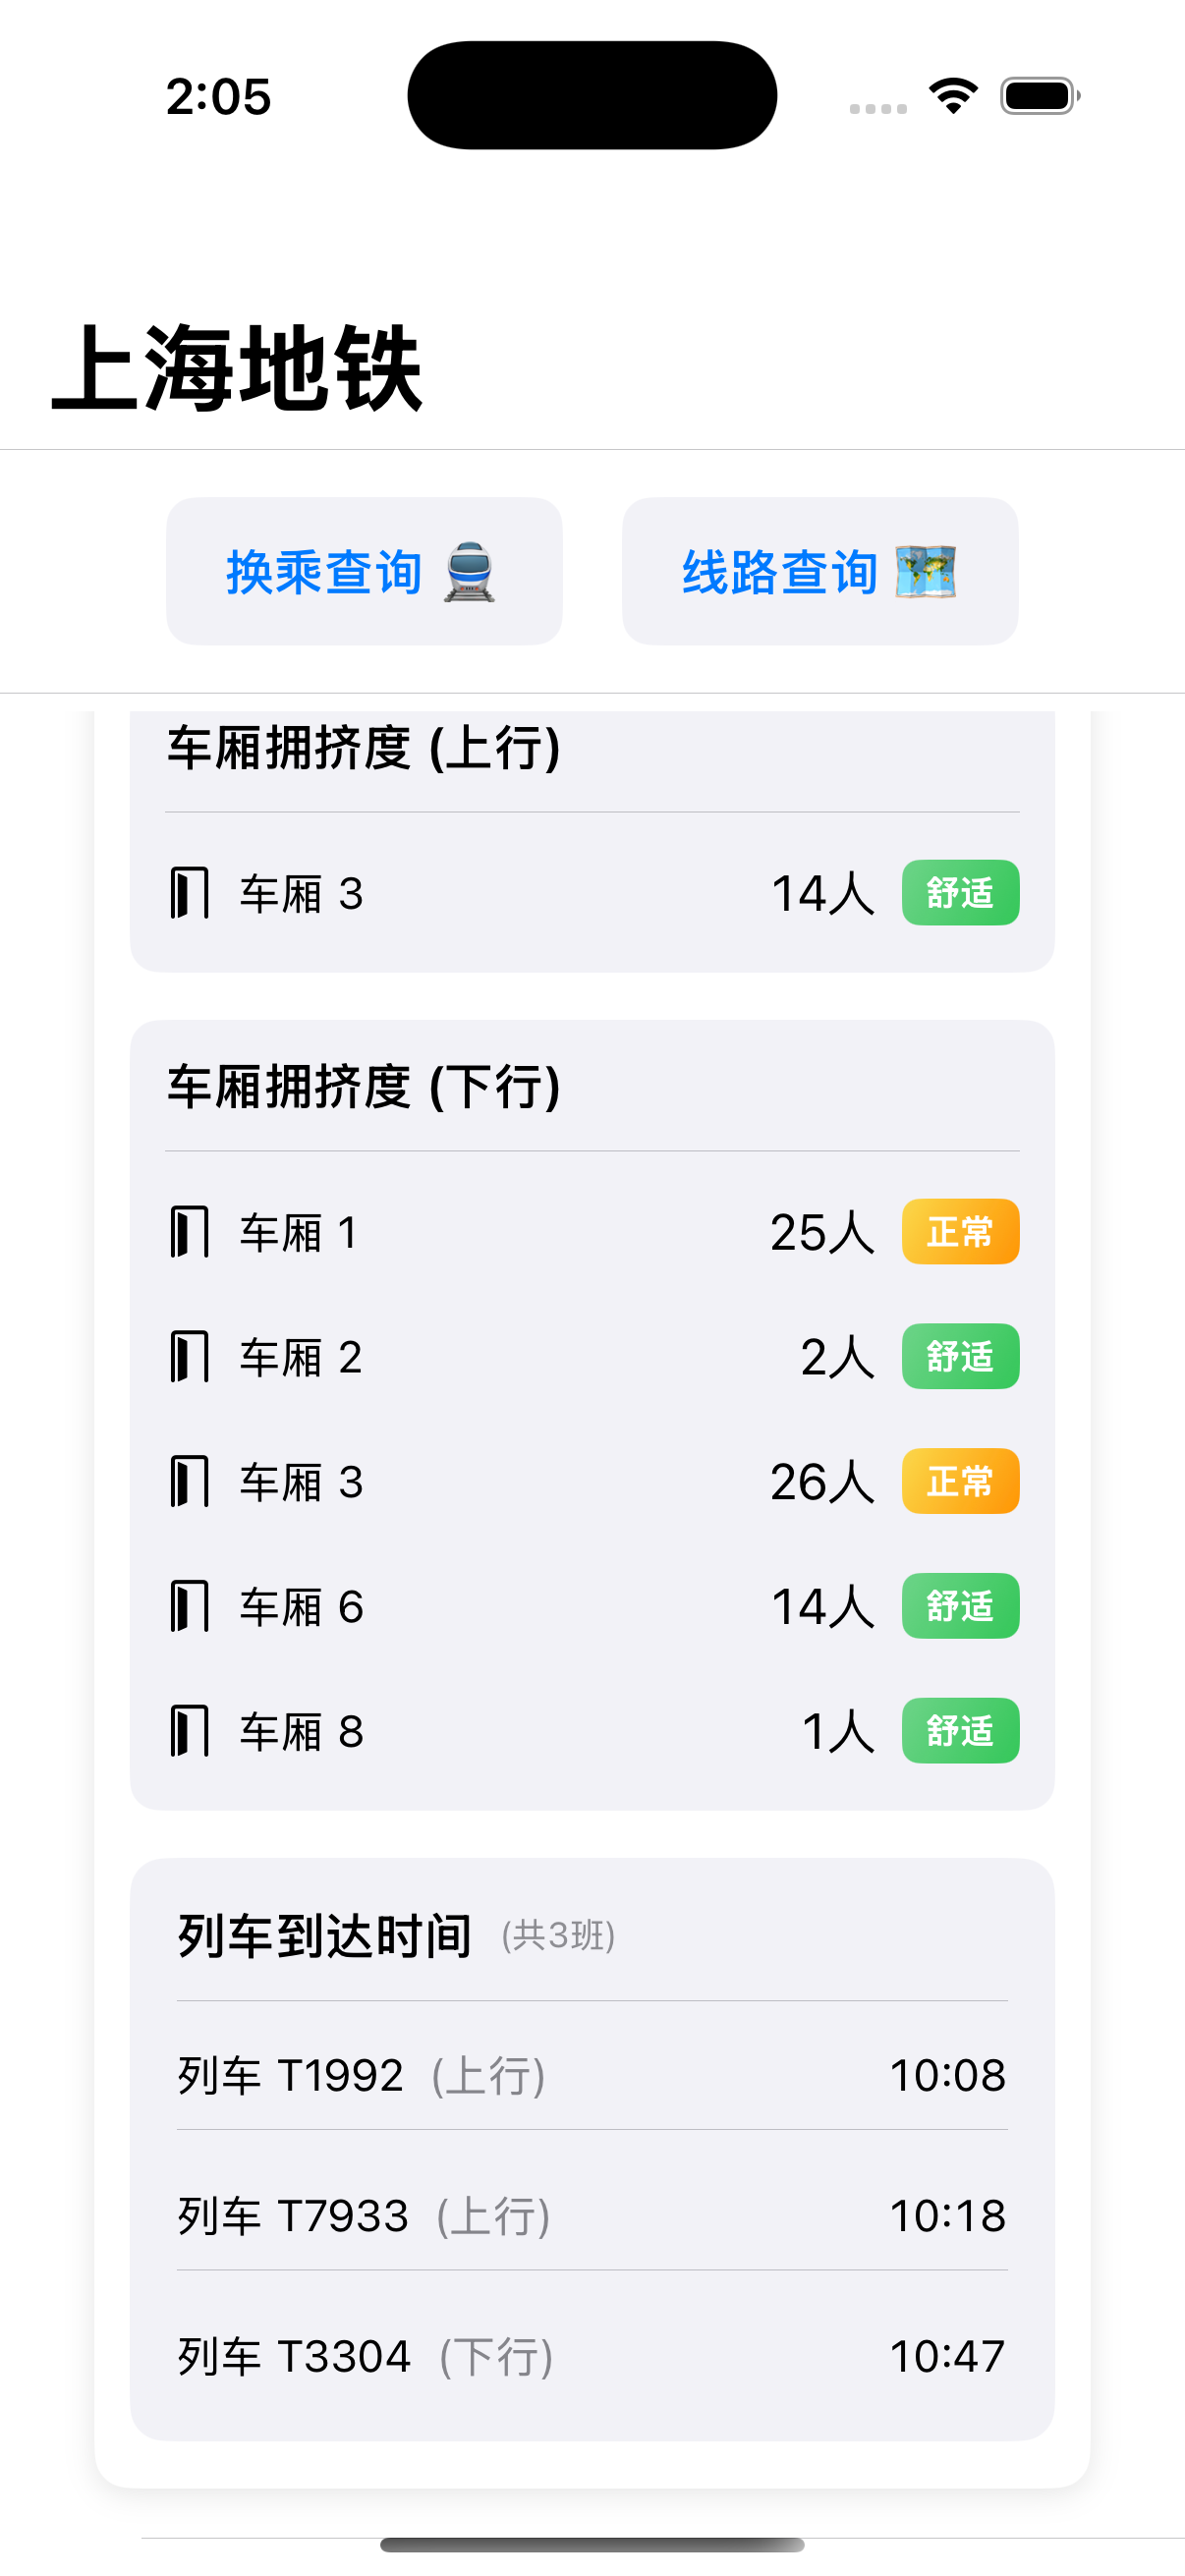 2:05
上海地铁
换乘查询 🚆 线路查询 🗺️
车厢拥挤度 (上行)
车厢 3 14人 舒适
车厢拥挤度 (下行)
车厢 1 25人 正常
车厢 2 2人 舒适
车厢 3 26人 正常
车厢 6 14人 舒适
车厢 8 1人 舒适
列车到达时间 (共3班)
列车 T1992 (上行) 10:08
列车 T7933 (上行) 10:18
列车 T3304 (下行) 10:47